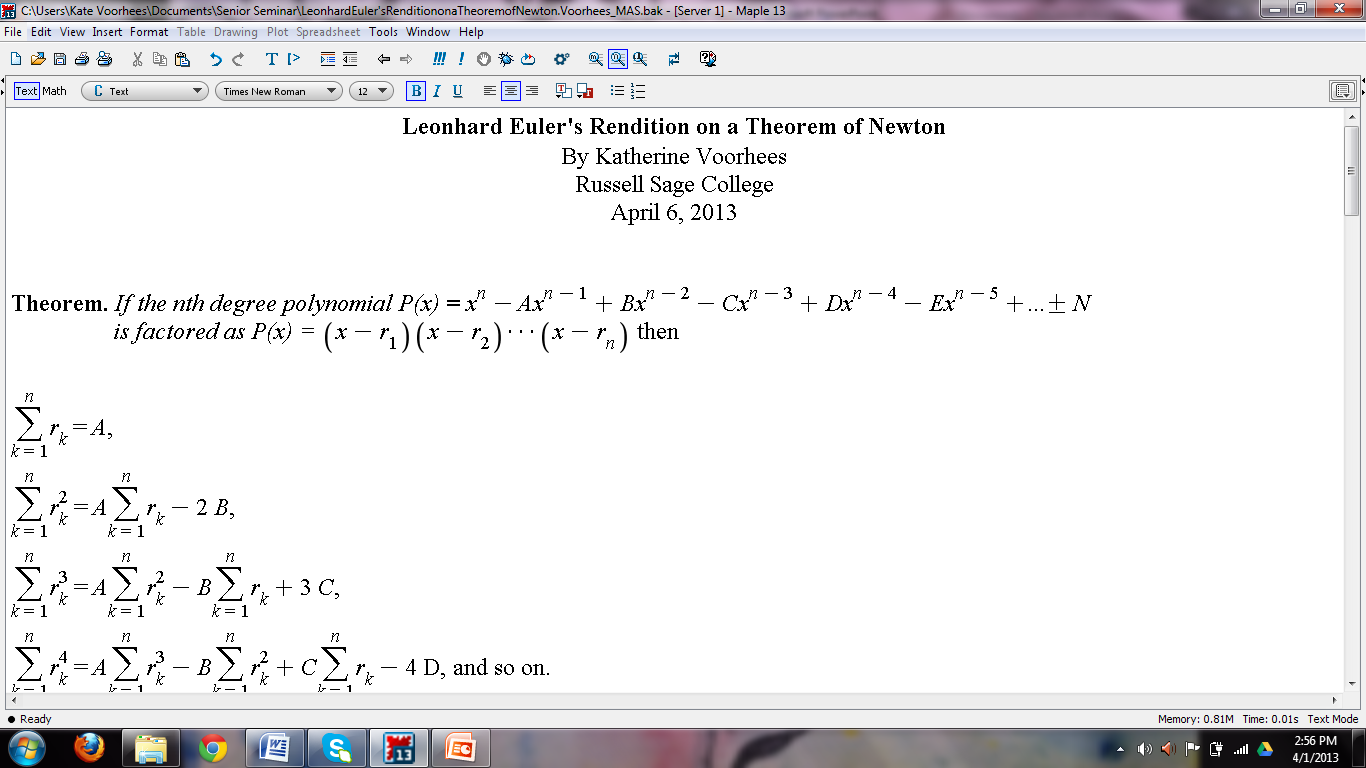 C:\Users\Kate Voorhees\Documents\Senior Seminar\LeonhardEuler'sRenditiononaTheoremofNewton.Voorhees_MAS.bak - [Server 1] - Maple 13
File Edit View Insert Format Table Drawing Plot Spreadsheet Tools Window Help
Text Math C Text Times New Roman 12 B I U
Leonhard Euler's Rendition on a Theorem of Newton
By Katherine Voorhees
Russell Sage College
April 6, 2013
Theorem. If the nth degree polynomial P(x) = x^n − Ax^(n − 1) + Bx^(n − 2) − Cx^(n − 3) + Dx^(n − 4) − Ex^(n − 5) + ... ± N
is factored as P(x) = (x − r_1)(x − r_2)···(x − r_n) then
∑_{k = 1}^{n} r_k = A,
∑_{k = 1}^{n} r_k^2 = A ∑_{k = 1}^{n} r_k − 2 B,
∑_{k = 1}^{n} r_k^3 = A ∑_{k = 1}^{n} r_k^2 − B ∑_{k = 1}^{n} r_k + 3 C,
∑_{k = 1}^{n} r_k^4 = A ∑_{k = 1}^{n} r_k^3 − B ∑_{k = 1}^{n} r_k^2 + C ∑_{k = 1}^{n} r_k − 4 D, and so on.
Ready Memory: 0.81M Time: 0.01s Text Mode
13
2:56 PM
4/1/2013